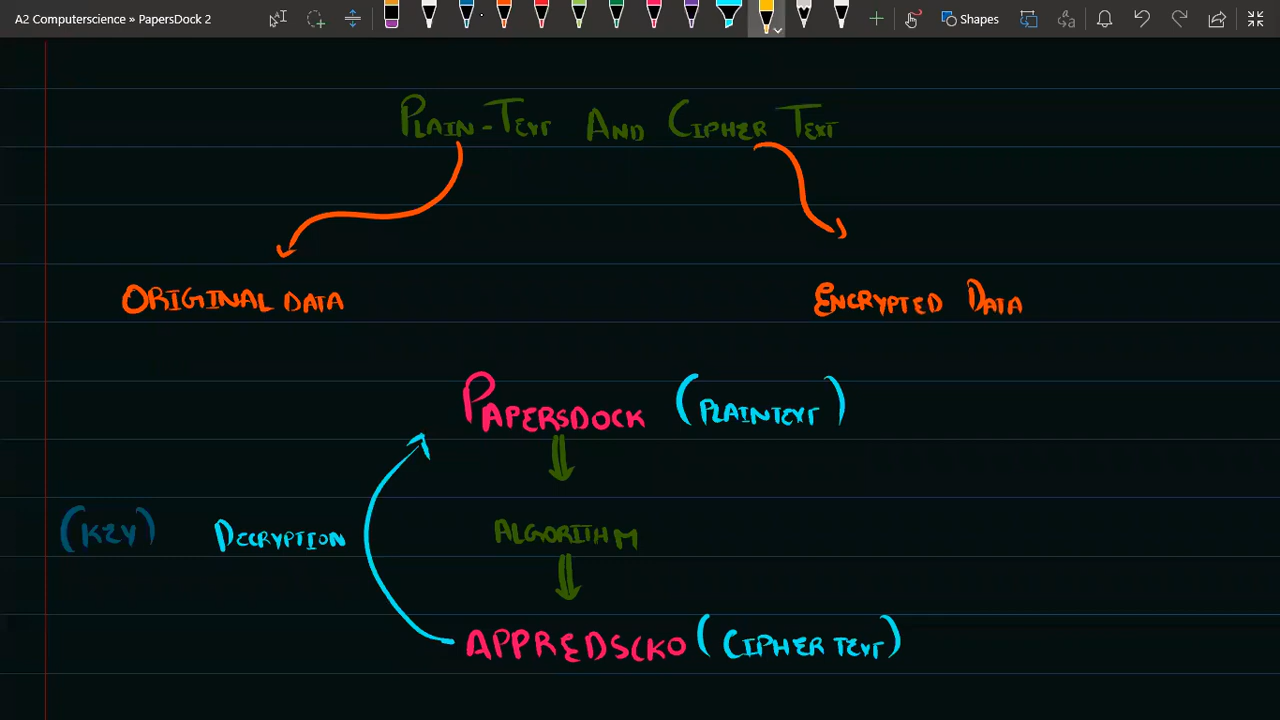 A2 Computerscience » PapersDock 2
Shapes
PLAIN-TEXT AND CIPHER TEXT
ORIGINAL DATA
ENCRYPTED DATA
PAPERSDOCK (PLAINTEXT)
(KEY) DECRYPTION ALGORITHM
APPREDSCKO (CIPHER TEXT)